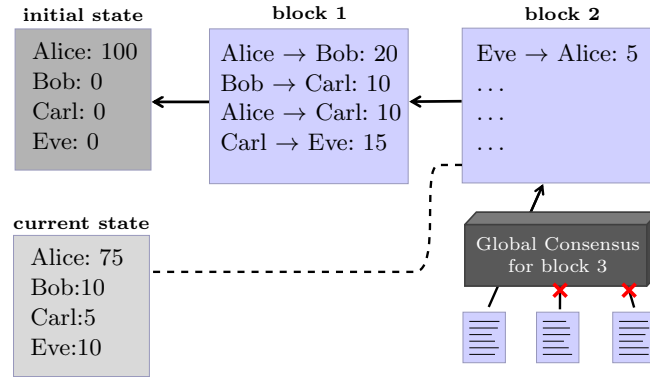 initial state
Alice: 100
Bob: 0
Carl: 0
Eve: 0
block 1
Alice → Bob: 20
Bob → Carl: 10
Alice → Carl: 10
Carl → Eve: 15
block 2
Eve → Alice: 5
...
...
...
current state
Alice: 75
Bob:10
Carl:5
Eve:10
Global Consensus
for block 3